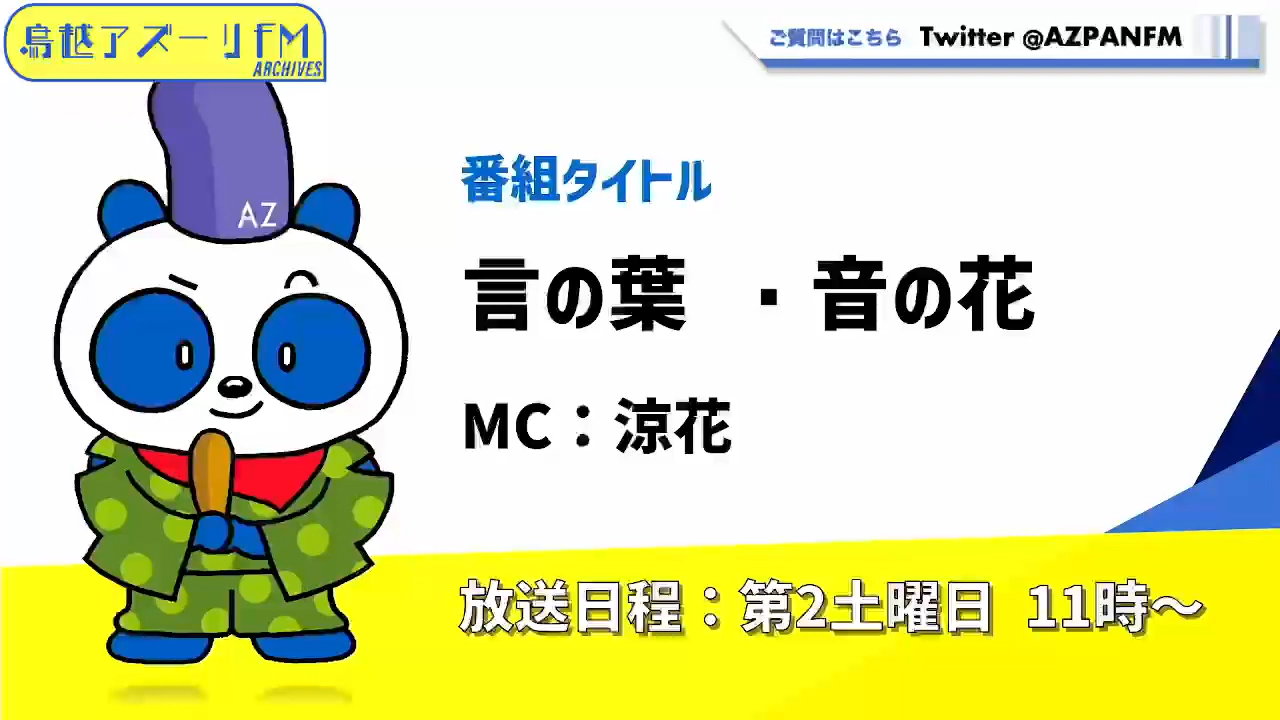 鳥越アズーリFM
ARCHIVES
ご質問はこちら Twitter @AZPANFM
AZ
番組タイトル
言の葉 ・音の花
MC：涼花
放送日程：第2土曜日 11時～